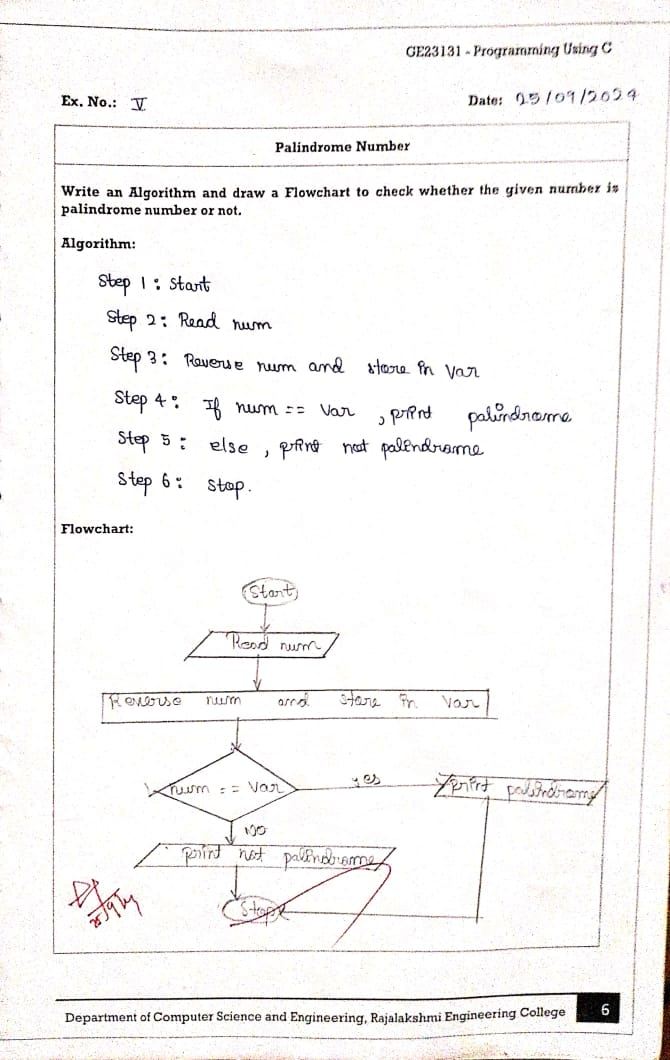 GE23131 - Programming Using C
Ex. No.: V
Date: 25/09/2024
Palindrome Number
Write an Algorithm and draw a Flowchart to check whether the given number is
palindrome number or not.
Algorithm:
Step 1 : Start
Step 2 : Read num
Step 3 : Reverse num and store in var
Step 4 : If num == var , print palindrome
Step 5 : else , print not palindrome
Step 6 : Stop.
Flowchart:
Start
Read num
Reverse num and store in var
num == var
yes
print palindrome
no
print not palindrome
Stop
Department of Computer Science and Engineering, Rajalakshmi Engineering College
6